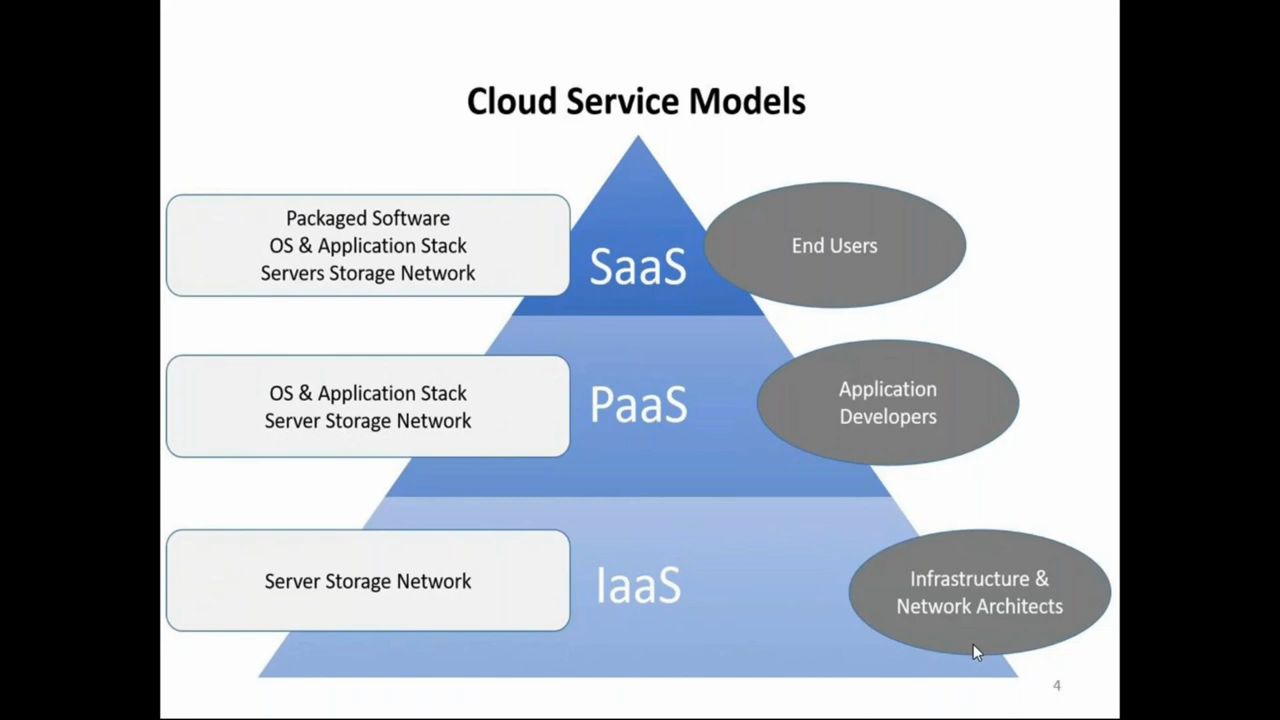 Cloud Service Models
Packaged Software
OS & Application Stack
Servers Storage Network
SaaS
End Users
OS & Application Stack
Server Storage Network
PaaS
Application
Developers
Server Storage Network
IaaS
Infrastructure &
Network Architects
4